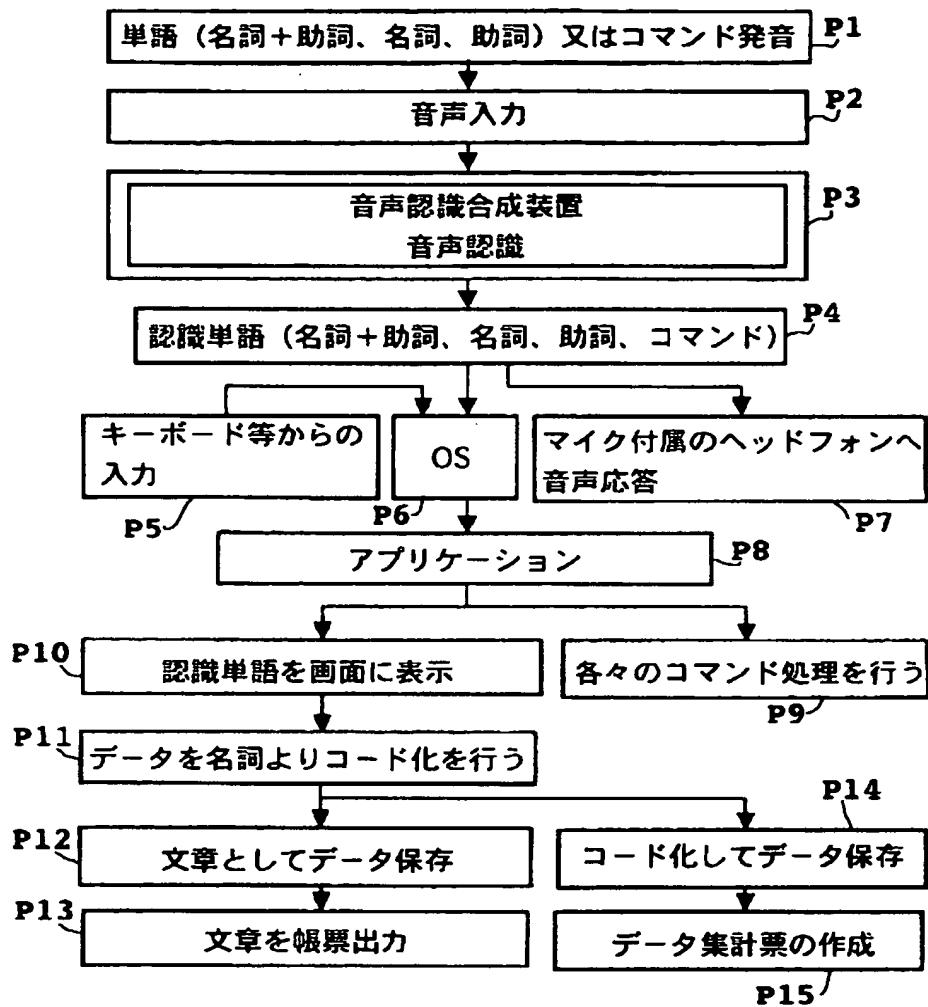 単語（名詞＋助詞、名詞、助詞）又はコマンド発音
P1
音声入力
P2
音声認識合成装置
音声認識
P3
認識単語（名詞＋助詞、名詞、助詞、コマンド）
P4
キーボード等からの
入力
P5
OS
P6
マイク付属のヘッドフォンへ
音声応答
P7
アプリケーション
P8
P10
認識単語を画面に表示
各々のコマンド処理を行う
P9
P11
データを名詞よりコード化を行う
P12
文章としてデータ保存
P14
コード化してデータ保存
P13
文章を帳票出力
データ集計票の作成
P15